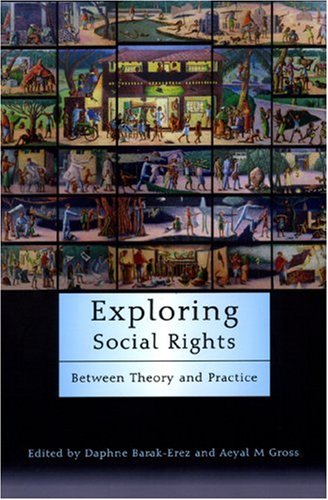 Exploring
Social Rights
Between Theory and Practice
Edited by Daphne Barak-Erez and Aeyal M Gross